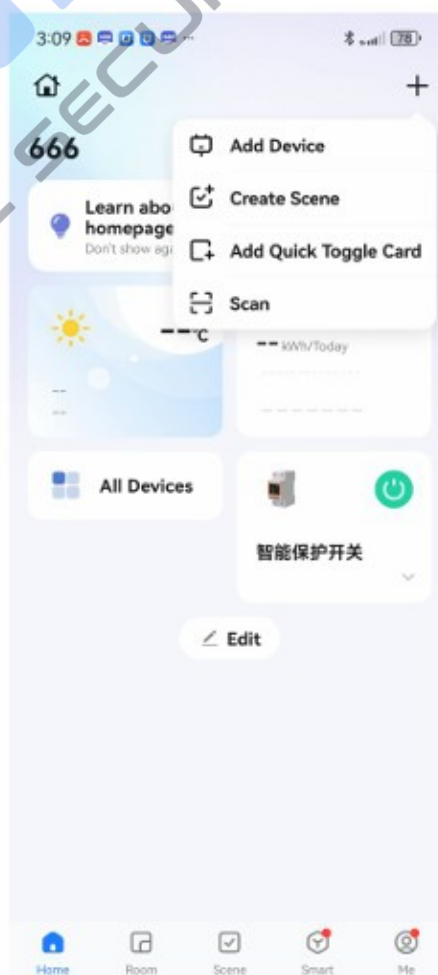 3:09
78
666
Add Device
Create Scene
Add Quick Toggle Card
Scan
Learn abo
homepage
Don't show aga
--°C
-- kWh/Today
--
--
All Devices
智能保护开关
Edit
Home
Room
Scene
Smart
Me